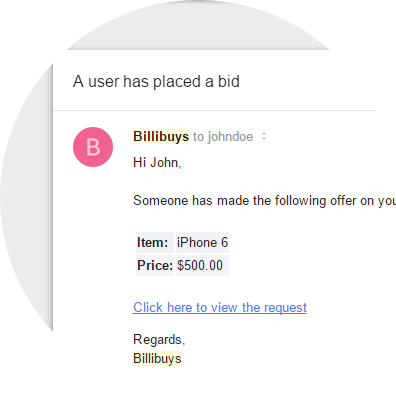 A user has placed a bid
B
Billibuys to johndoe
Hi John,
Someone has made the following offer on you
Item: iPhone 6
Price: $500.00
Click here to view the request
Regards,
Billibuys